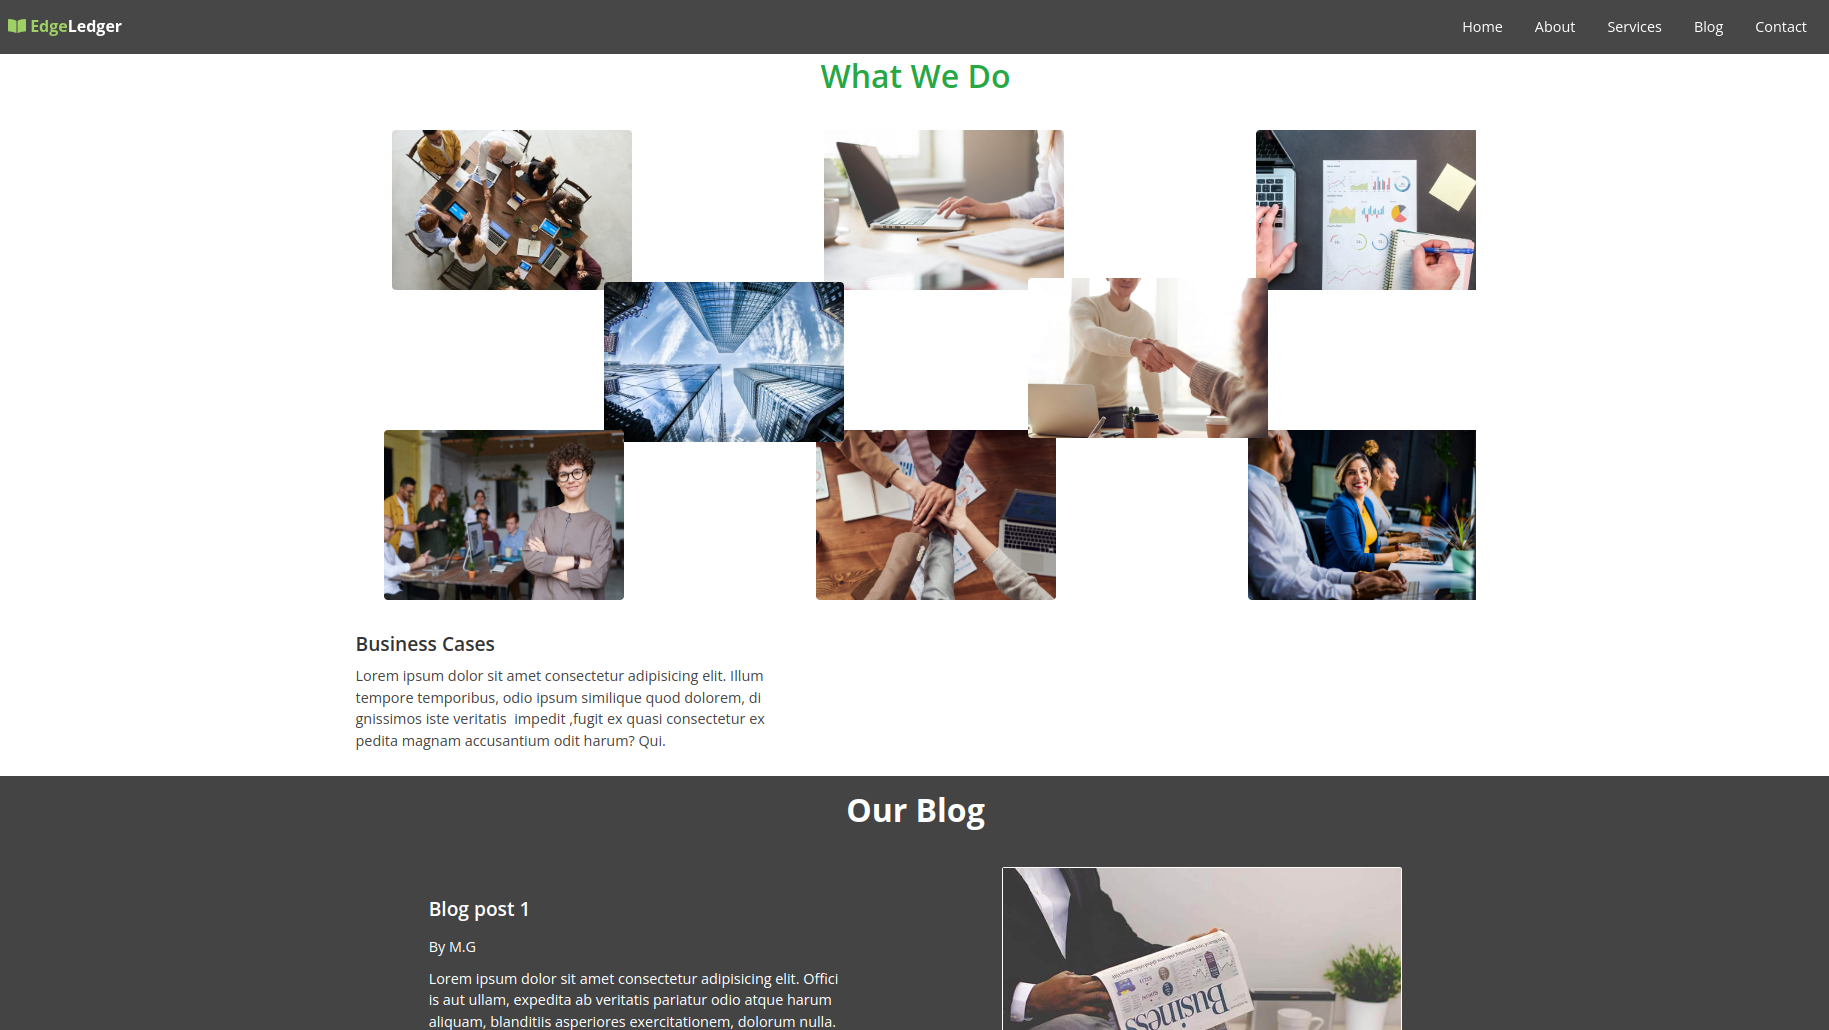 EdgeLedger
Home About Services Blog Contact
What We Do
Business Cases
Lorem ipsum dolor sit amet consectetur adipisicing elit. Illum
tempore temporibus, odio ipsum similique quod dolorem, di
gnissimos iste veritatis  impedit ,fugit ex quasi consectetur ex
pedita magnam accusantium odit harum? Qui.
Our Blog
Blog post 1
By M.G
Lorem ipsum dolor sit amet consectetur adipisicing elit. Offici
is aut ullam, expedita ab veritatis pariatur odio atque harum
aliquam, blanditiis asperiores exercitationem, dolorum nulla.
Business